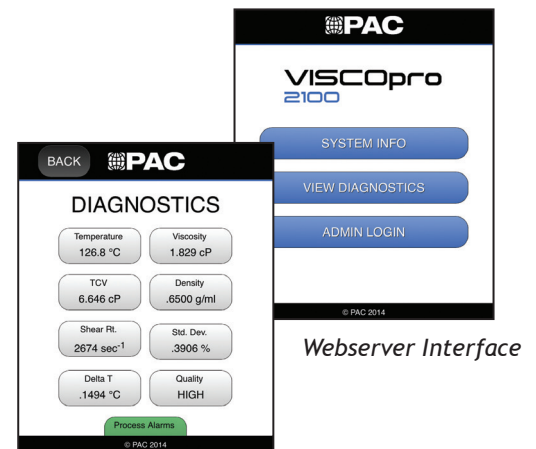 PAC
VISCOpro
2100
SYSTEM INFO
VIEW DIAGNOSTICS
ADMIN LOGIN
© PAC 2014
BACK PAC
DIAGNOSTICS
Temperature Viscosity
126.8 °C 1.829 cP
TCV Density
6.646 cP .6500 g/ml
Shear Rt. Std. Dev.
2674 sec⁻¹ .3906 %
Delta T Quality
.1494 °C HIGH
Process Alarms
© PAC 2014
Webserver Interface